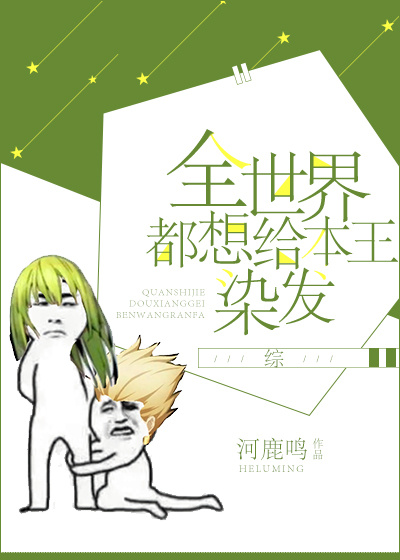 全世界
都想给本王
染发
QUANSHIJIE
DOUXIANGGEI
BENWANGRANFA
/ / / 综 / / /
河鹿鸣 作品
HELUMING